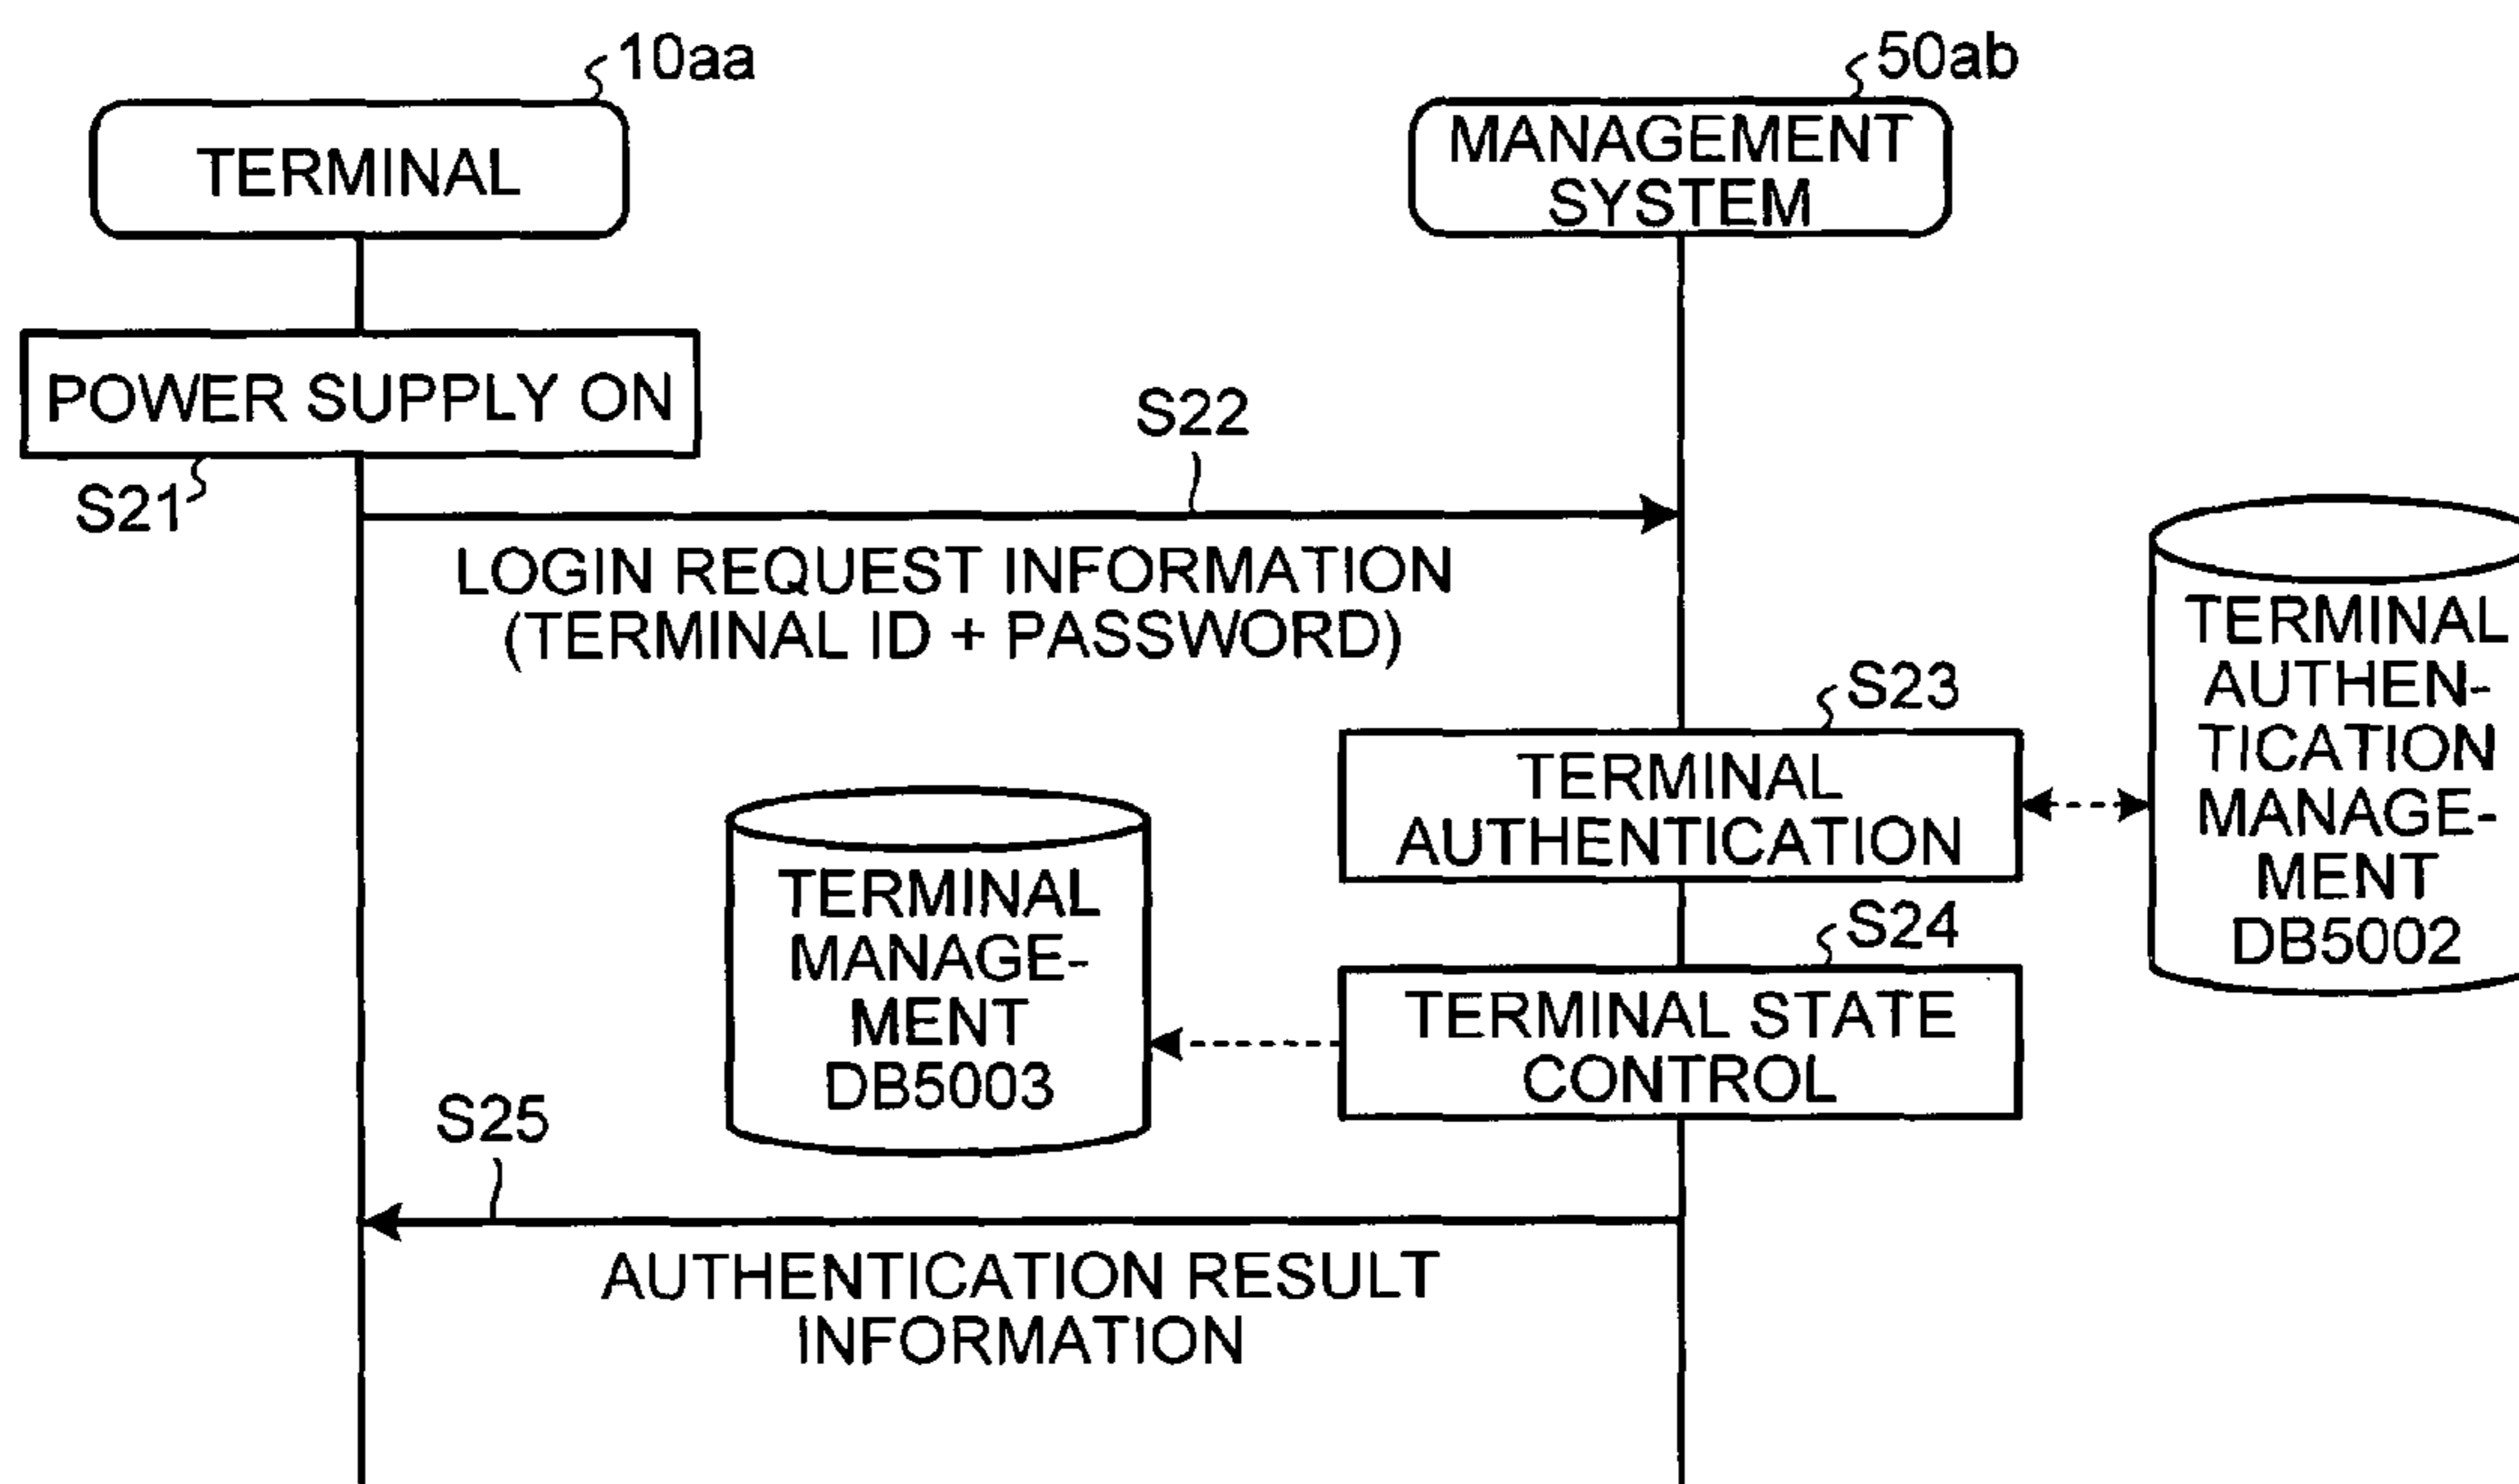 10aa
50ab
TERMINAL
MANAGEMENT
SYSTEM
POWER SUPPLY ON
S21
S22
LOGIN REQUEST INFORMATION
(TERMINAL ID + PASSWORD)
S23
TERMINAL
AUTHENTICATION
TERMINAL
AUTHEN-
TICATION
MANAGE-
MENT
DB5002
TERMINAL
MANAGE-
MENT
DB5003
S24
TERMINAL STATE
CONTROL
S25
AUTHENTICATION RESULT
INFORMATION